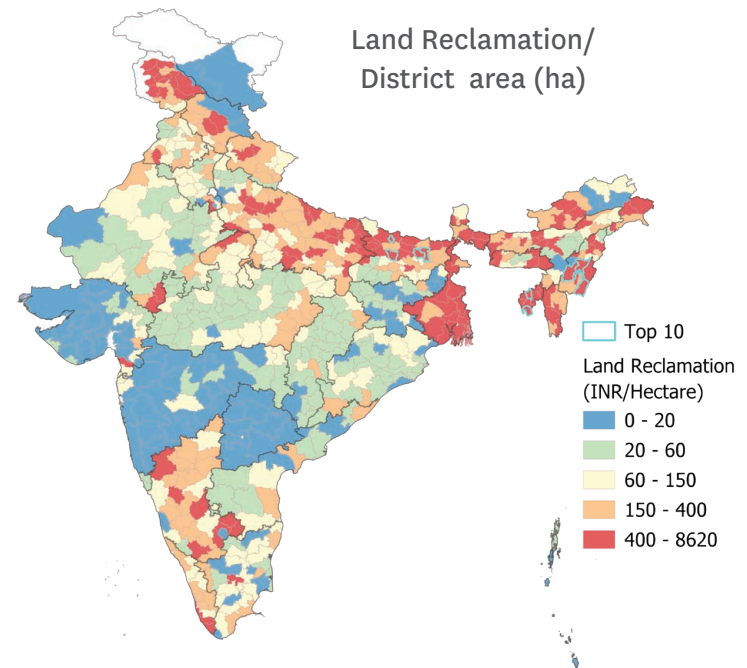 Land Reclamation/
District area (ha)
Top 10
Land Reclamation
(INR/Hectare)
0 - 20
20 - 60
60 - 150
150 - 400
400 - 8620